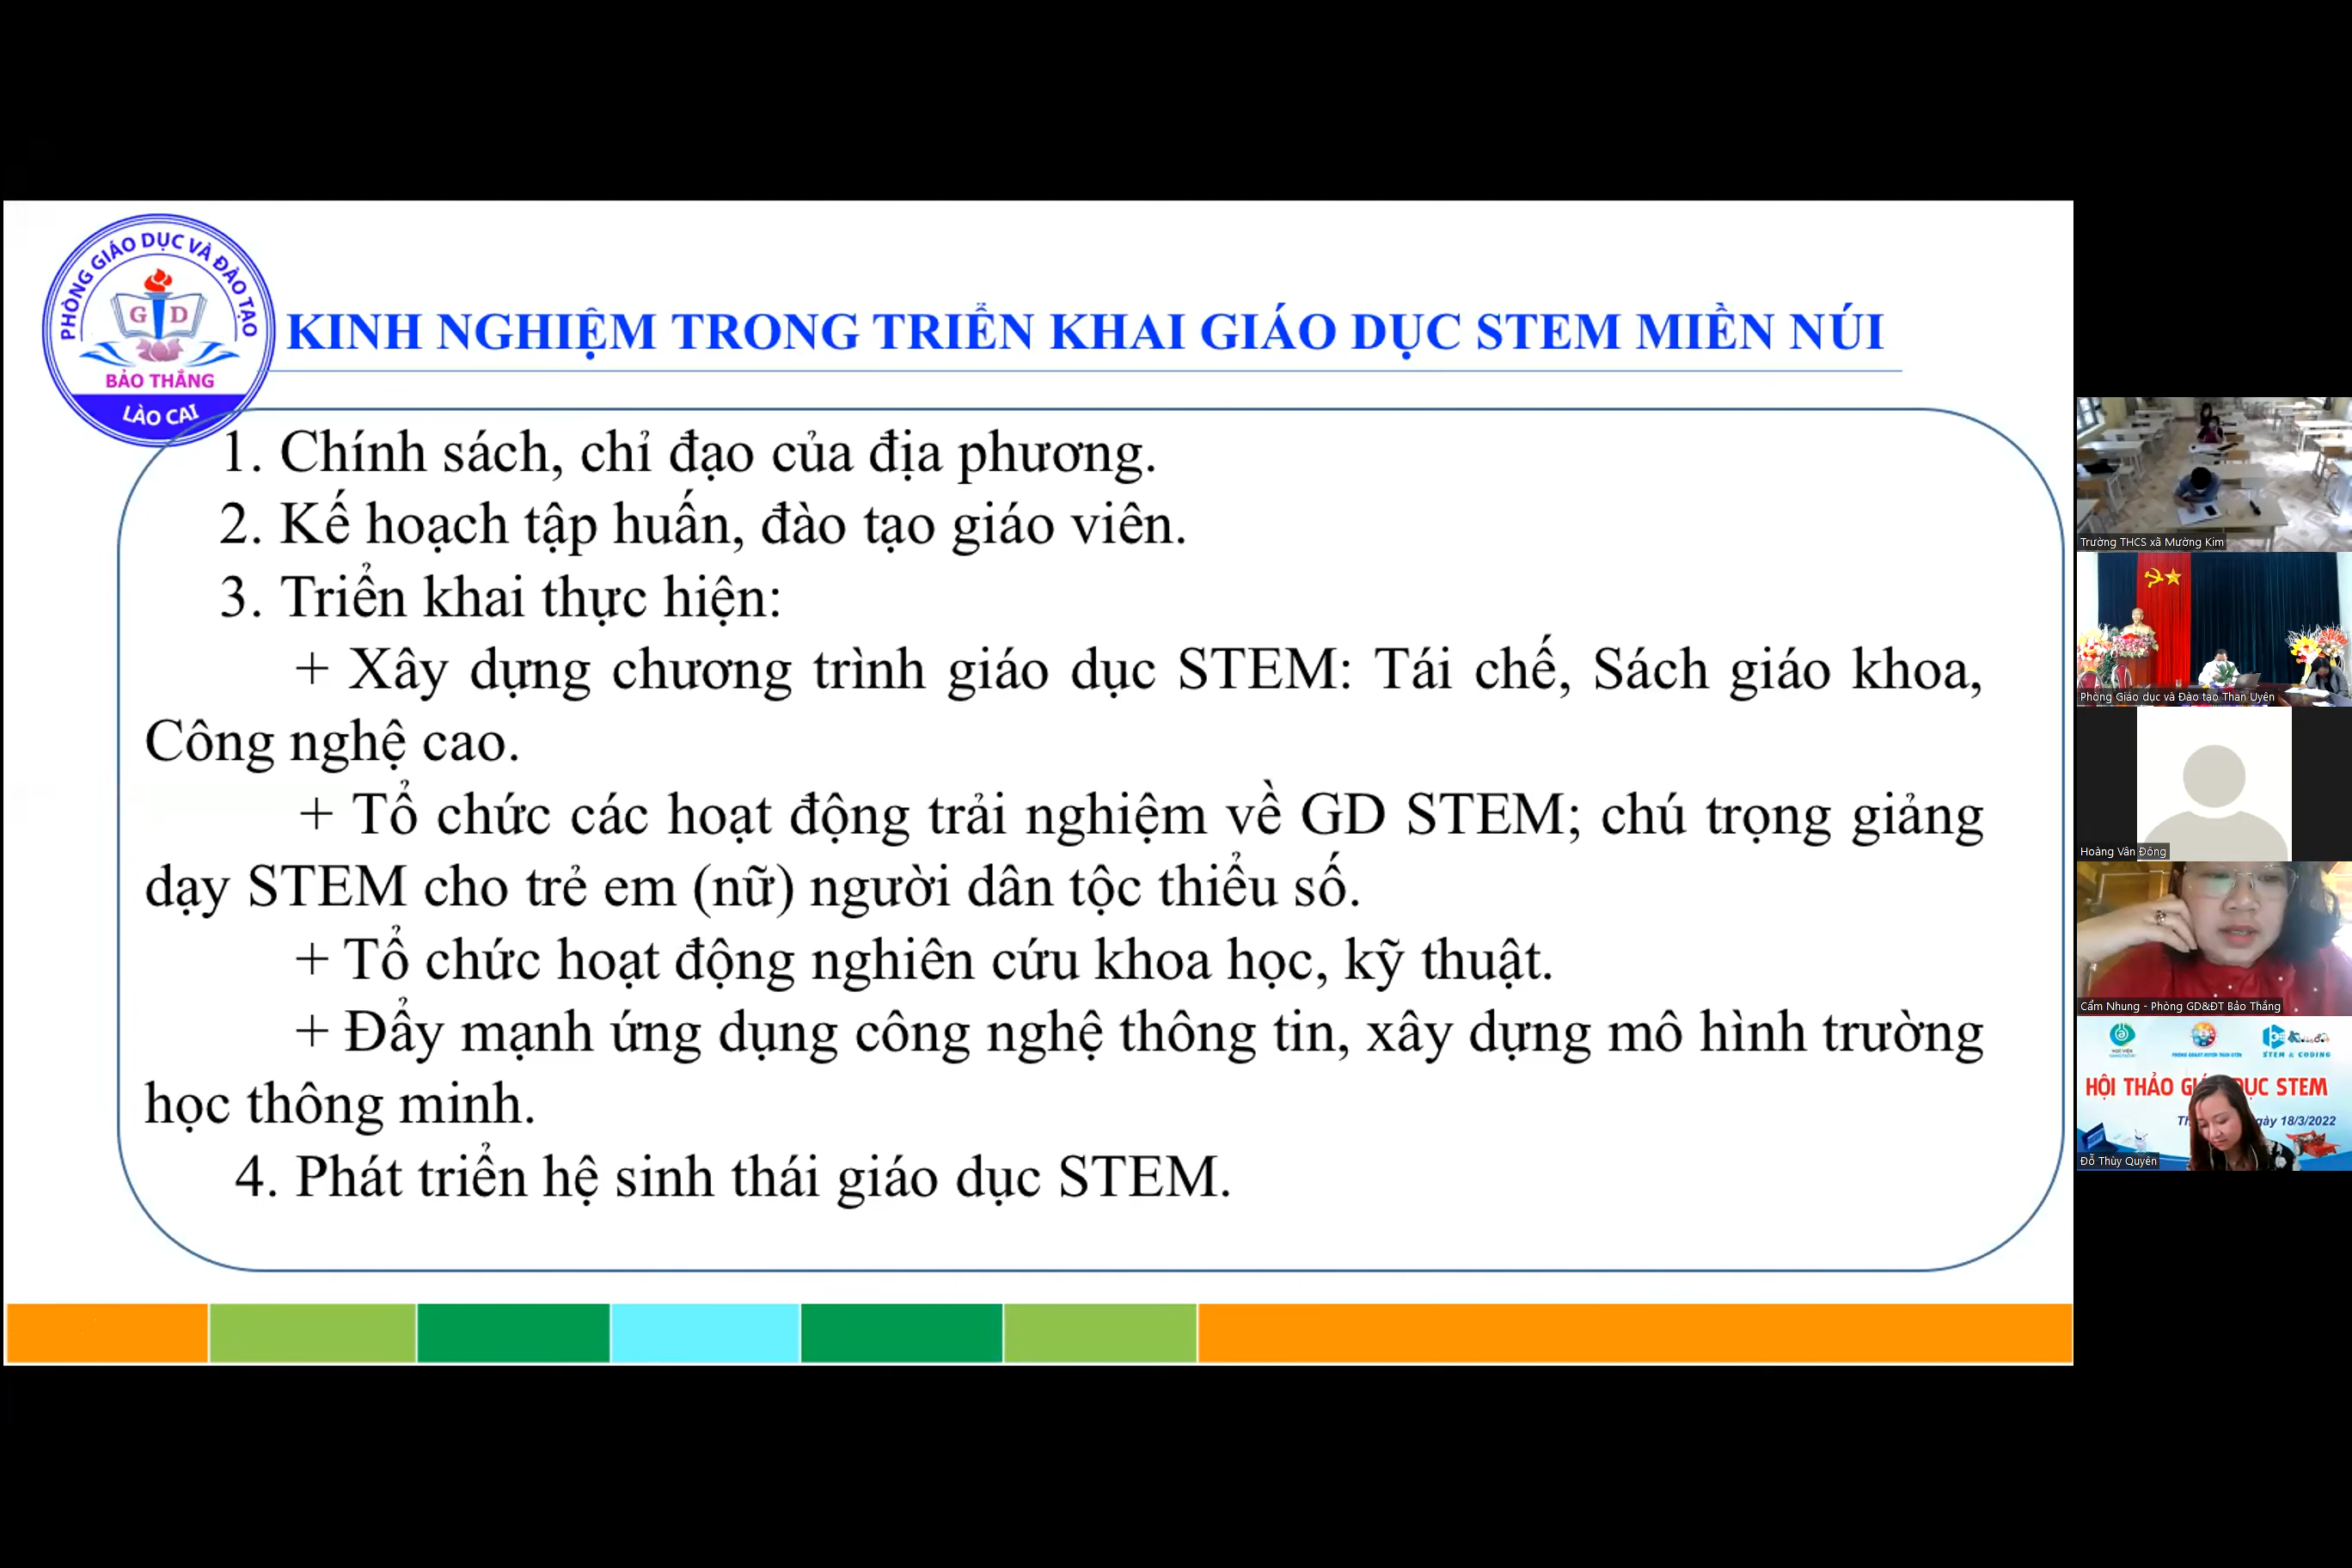 PHÒNG GIÁO DỤC VÀ ĐÀO TẠO
G D
BẢO THẮNG
LÀO CAI
KINH NGHIỆM TRONG TRIỂN KHAI GIÁO DỤC STEM MIỀN NÚI
1. Chính sách, chỉ đạo của địa phương.
2. Kế hoạch tập huấn, đào tạo giáo viên.
3. Triển khai thực hiện:
+ Xây dựng chương trình giáo dục STEM: Tái chế, Sách giáo khoa,
Công nghệ cao.
+ Tổ chức các hoạt động trải nghiệm về GD STEM; chú trọng giảng
dạy STEM cho trẻ em (nữ) người dân tộc thiểu số.
+ Tổ chức hoạt động nghiên cứu khoa học, kỹ thuật.
+ Đẩy mạnh ứng dụng công nghệ thông tin, xây dựng mô hình trường
học thông minh.
4. Phát triển hệ sinh thái giáo dục STEM.
Trường THCS xã Mường Kim
Phòng Giáo dục và Đào tạo Than Uyên
Hoàng Vân Đông
Cẩm Nhung - Phòng GD&ĐT Bảo Thắng
STEM & CODING
HỘI THẢO GI ỤC STEM
18/3/2022
Đỗ Thùy Quyên